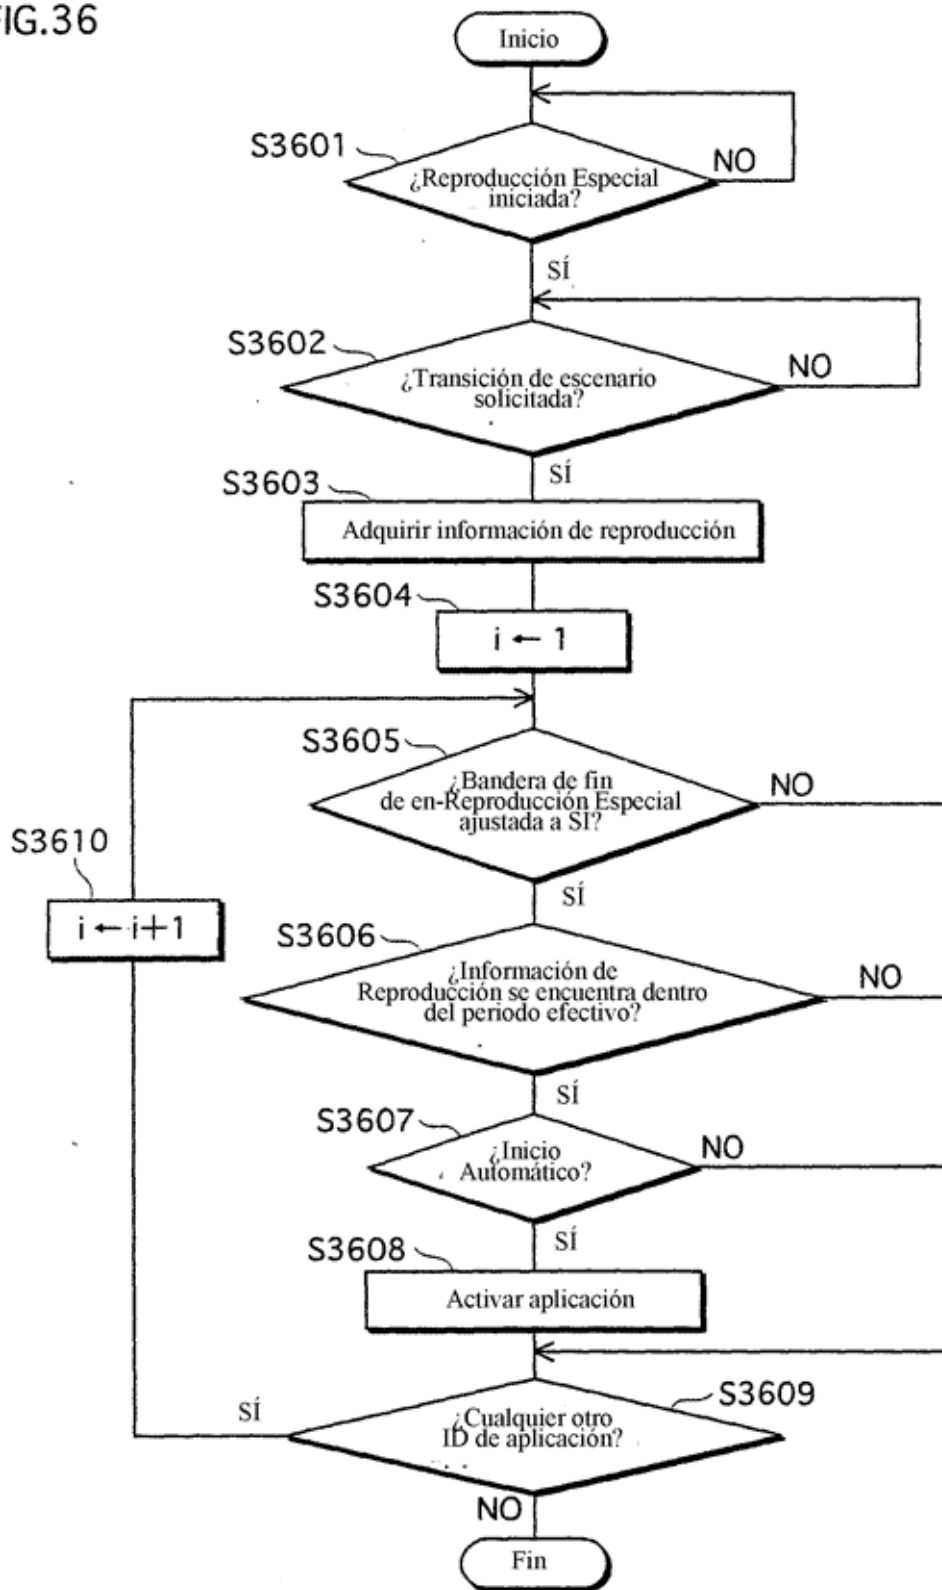 FIG.36
Inicio
S3601
¿Reproducción Especial
iniciada?
NO
SÍ
S3602
¿Transición de escenario
solicitada?
NO
SÍ
S3603
Adquirir información de reproducción
S3604
i ← 1
S3605
¿Bandera de fin
de en-Reproducción Especial
ajustada a SI?
NO
SÍ
S3610
i ← i+1
S3606
¿Información de
Reproducción se encuentra dentro
del periodo efectivo?
NO
SÍ
S3607
¿Inicio
Automático?
NO
SÍ
S3608
Activar aplicación
S3609
¿Cualquier otro
ID de aplicación?
SÍ
NO
Fin